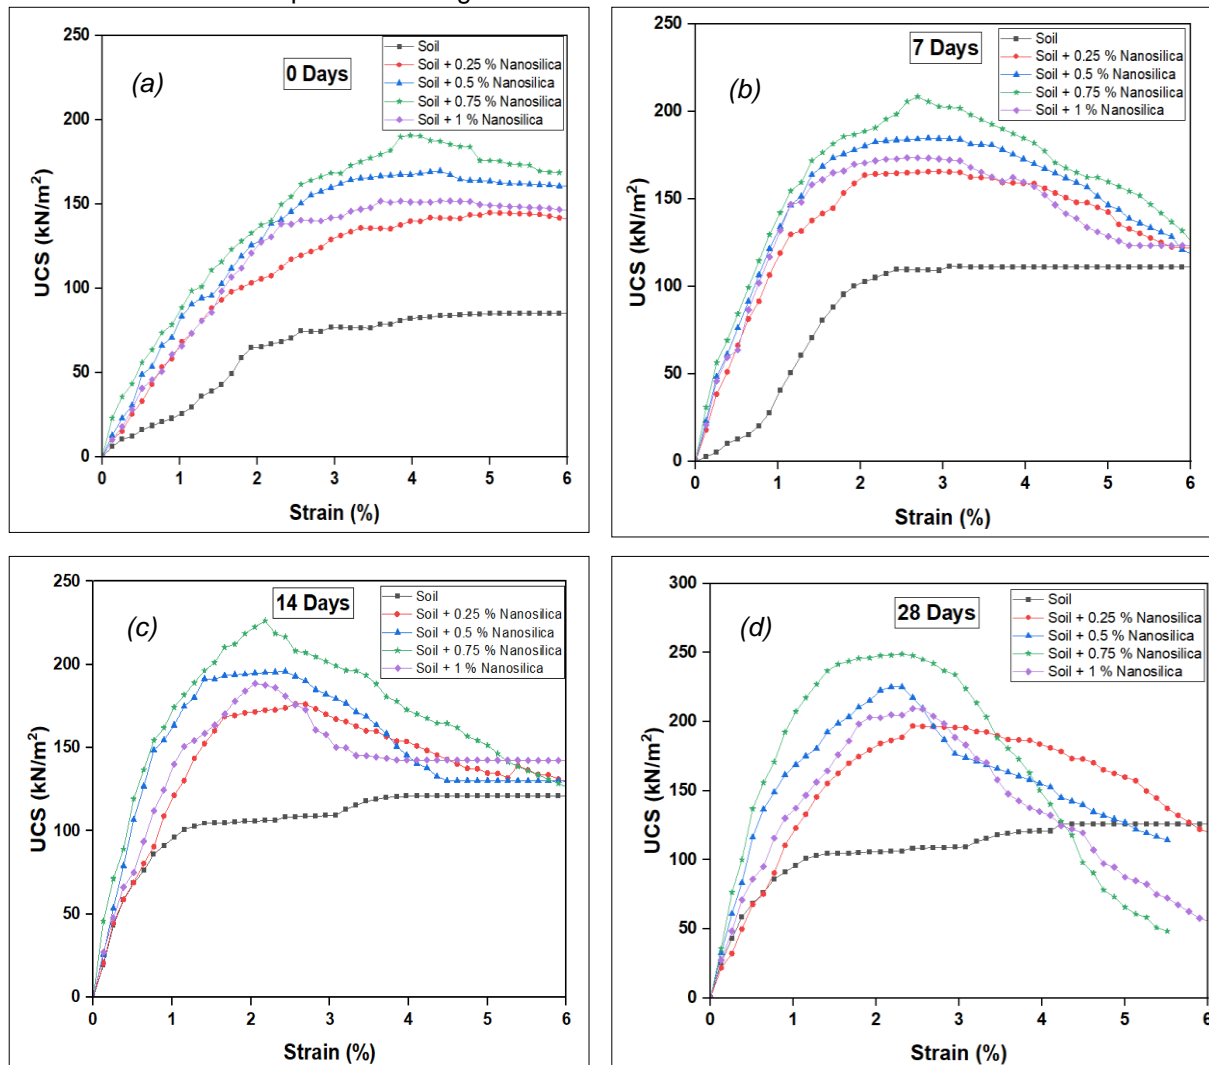 250
200
150
100
50
0
UCS (kN/m²)
(a)
0 Days
Soil
Soil + 0.25 % Nanosilica
Soil + 0.5 % Nanosilica
Soil + 0.75 % Nanosilica
Soil + 1 % Nanosilica
0 1 2 3 4 5 6
Strain (%)
250
200
150
100
50
0
UCS (kN/m²)
(b)
7 Days
Soil
Soil + 0.25 % Nanosilica
Soil + 0.5 % Nanosilica
Soil + 0.75 % Nanosilica
Soil + 1 % Nanosilica
0 1 2 3 4 5 6
Strain (%)
250
200
150
100
50
0
UCS (kN/m²)
(c)
14 Days
Soil
Soil + 0.25 % Nanosilica
Soil + 0.5 % Nanosilica
Soil + 0.75 % Nanosilica
Soil + 1 % Nanosilica
0 1 2 3 4 5 6
Strain (%)
300
250
200
150
100
50
0
UCS (kN/m²)
(d)
28 Days
Soil
Soil + 0.25 % Nanosilica
Soil + 0.5 % Nanosilica
Soil + 0.75 % Nanosilica
Soil + 1 % Nanosilica
0 1 2 3 4 5 6
Strain (%)